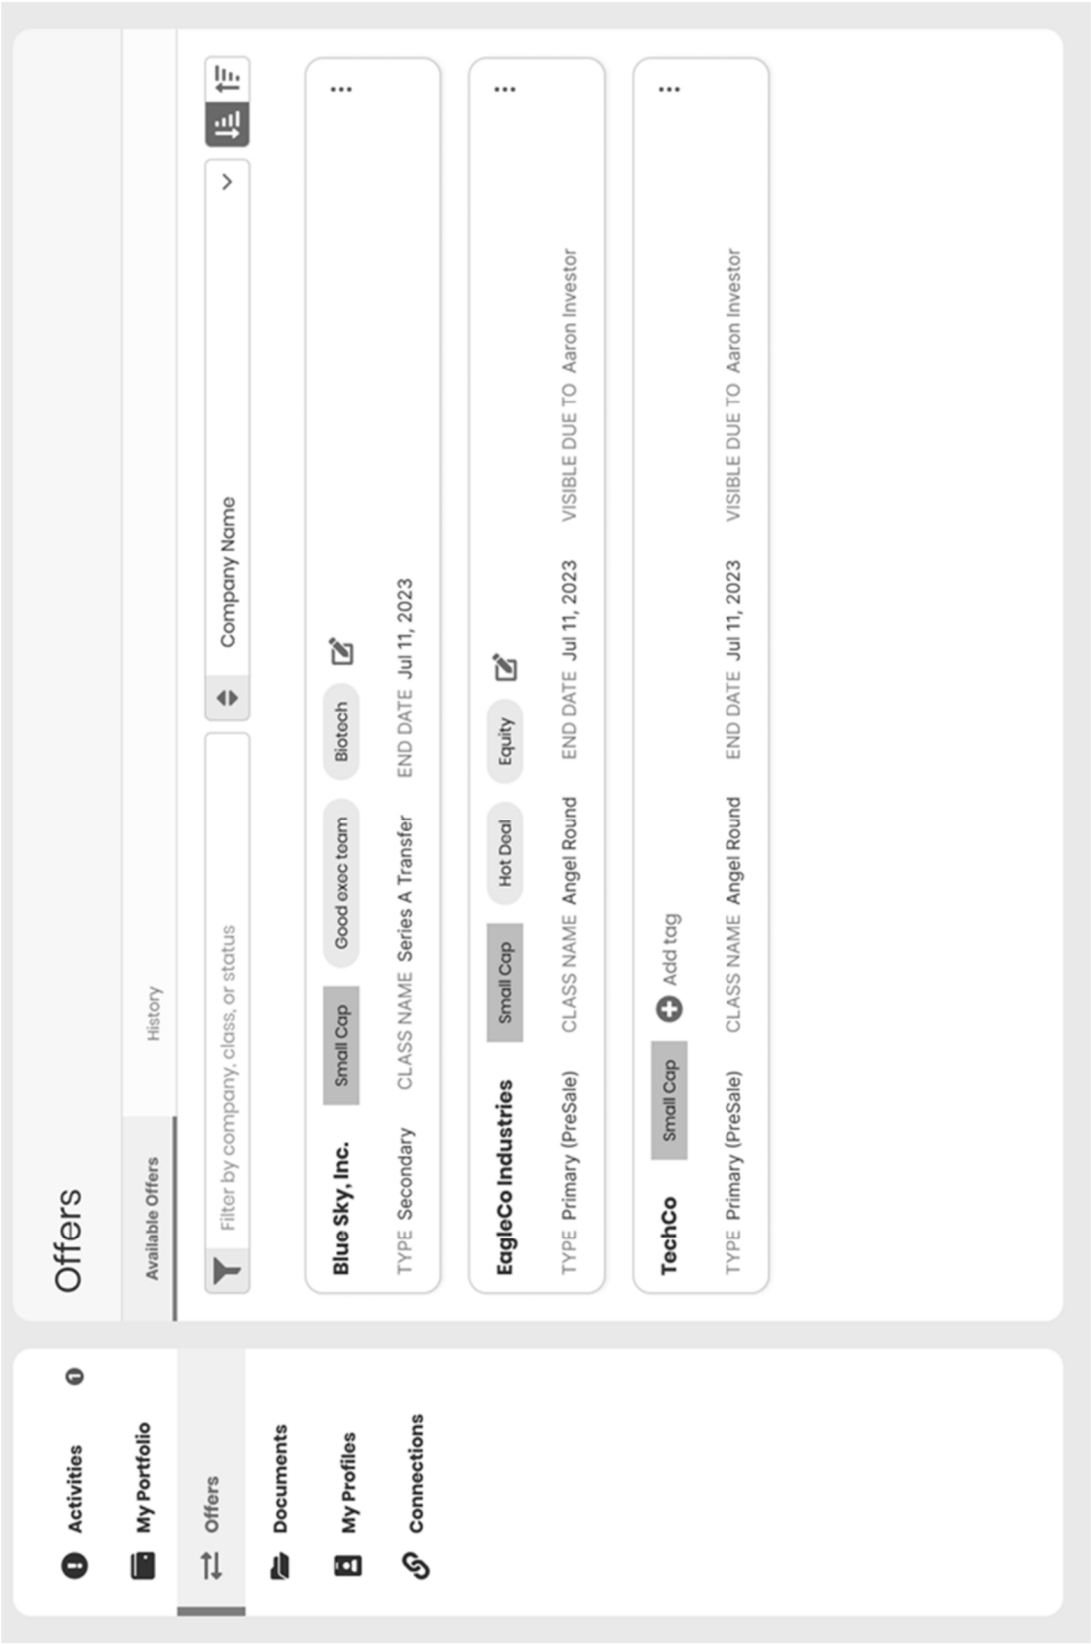 Activities 1
My Portfolio
Offers
Documents
My Profiles
Connections
Offers
Available Offers History
Filter by company, class, or status Company Name
Blue Sky, Inc. Small Cap Good exec team Biotech
TYPE Secondary CLASS NAME Series A Transfer END DATE Jul 11, 2023
EagleCo Industries Small Cap Hot Deal Equity
TYPE Primary (PreSale) CLASS NAME Angel Round END DATE Jul 11, 2023 VISIBLE DUE TO Aaron Investor
TechCo Small Cap Add tag
TYPE Primary (PreSale) CLASS NAME Angel Round END DATE Jul 11, 2023 VISIBLE DUE TO Aaron Investor